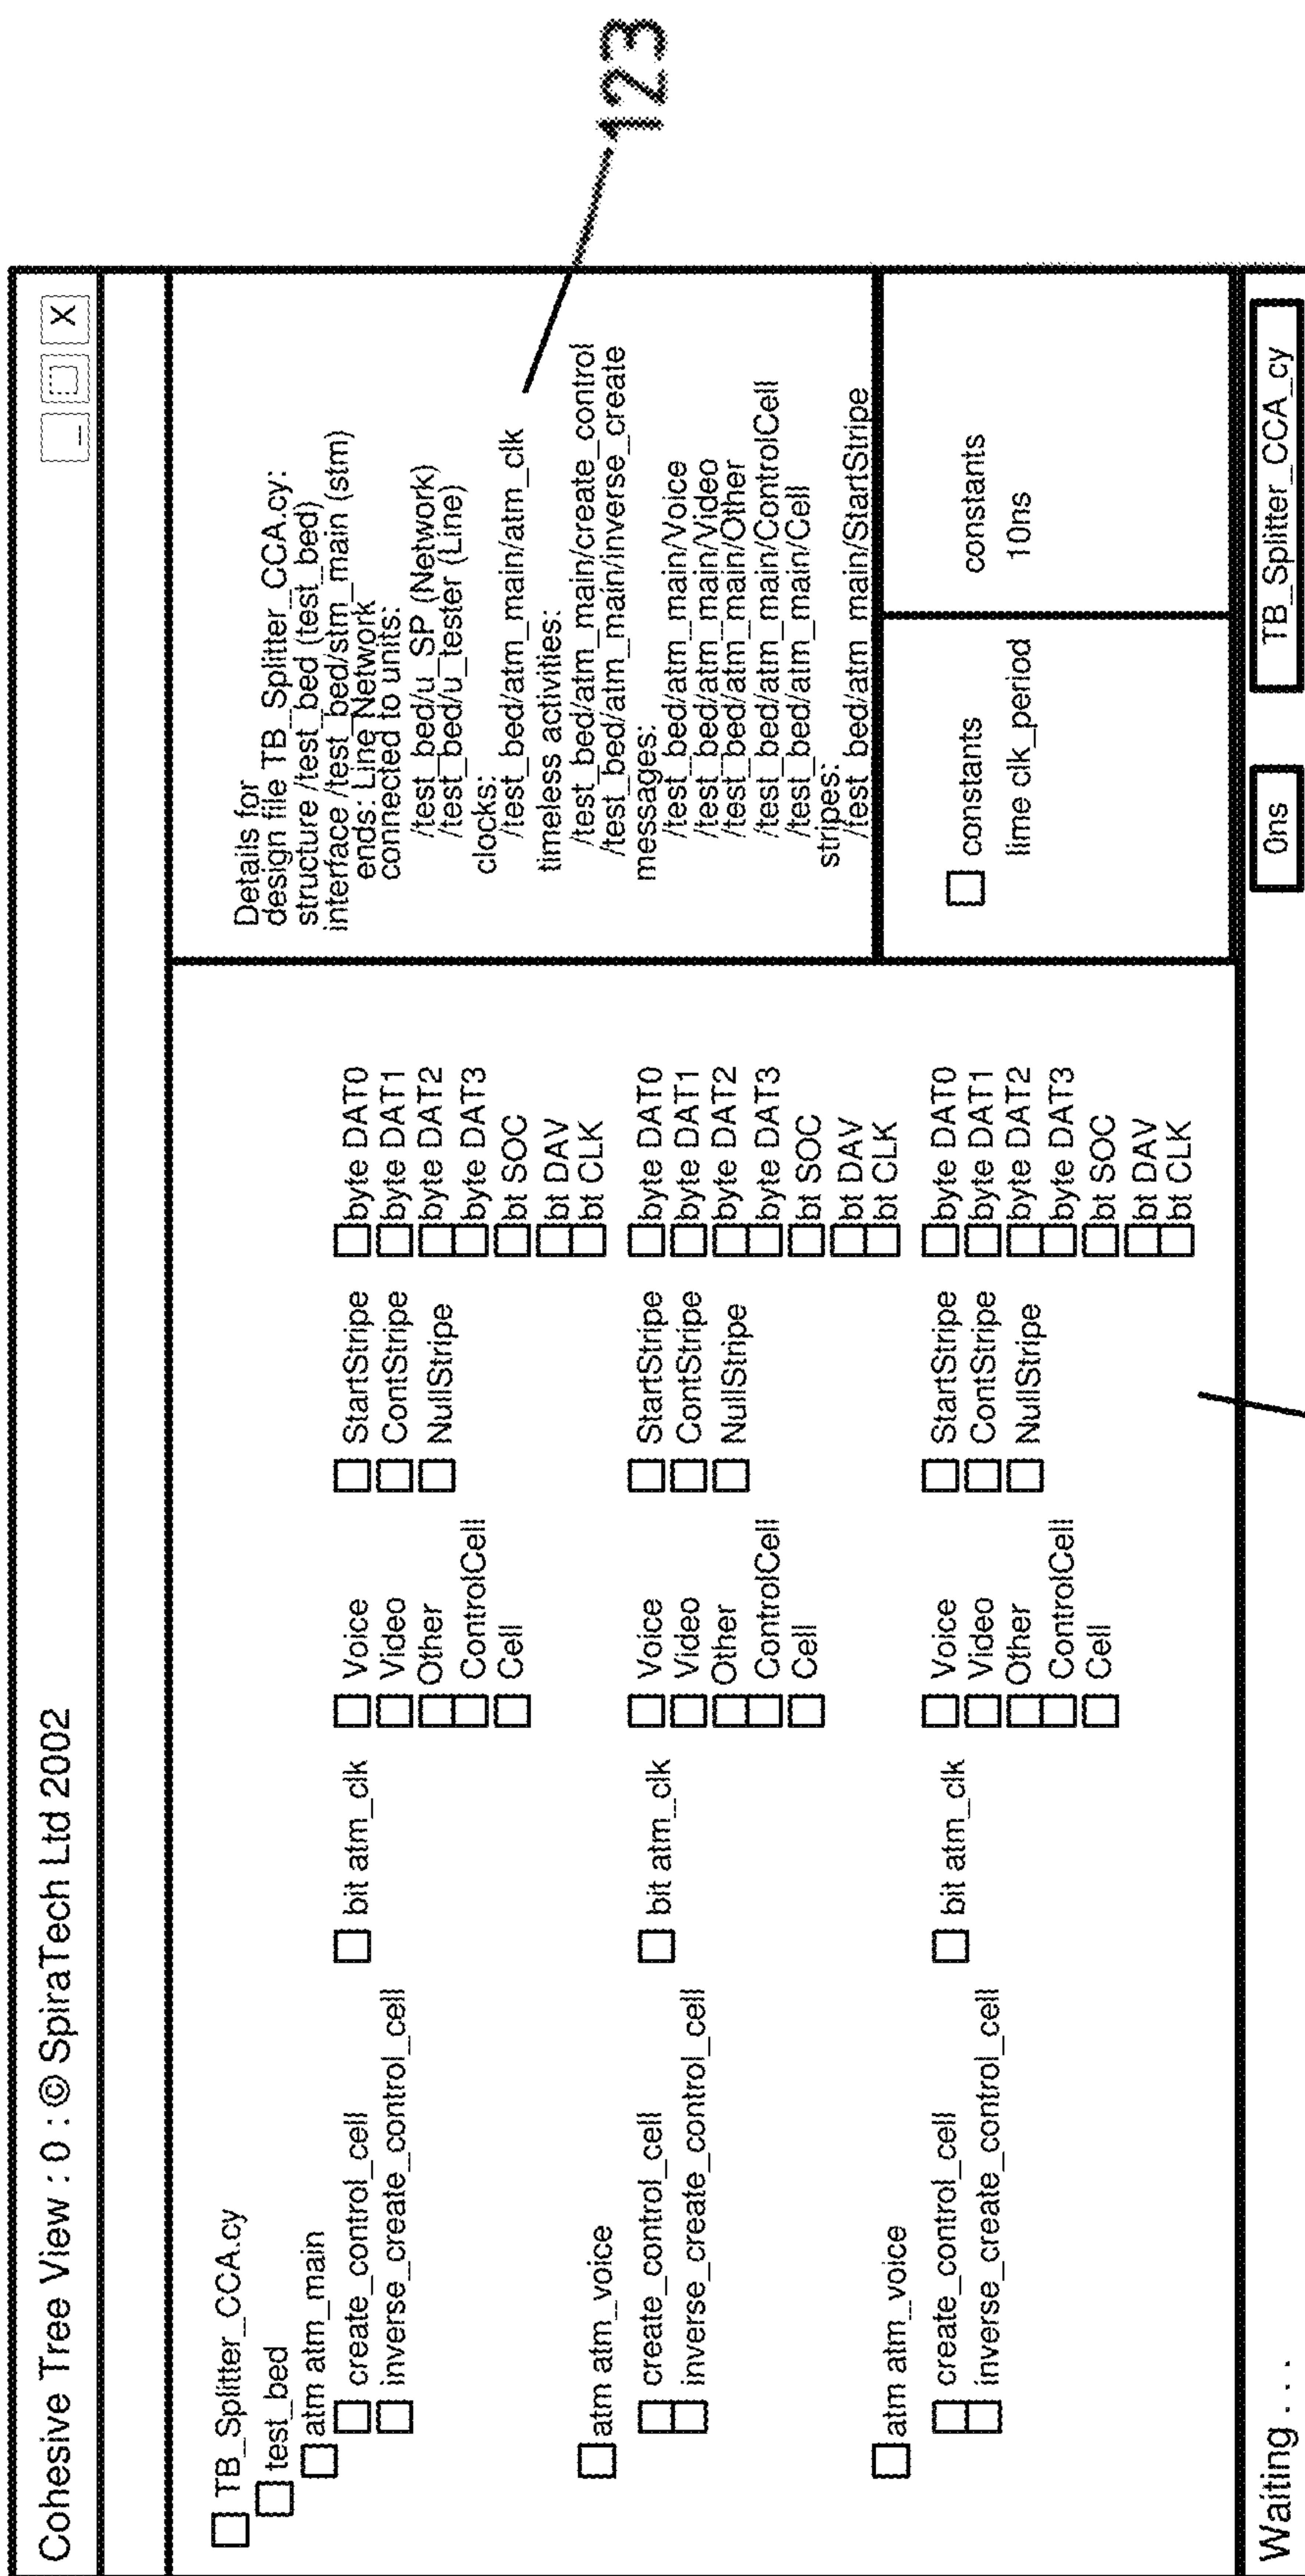 Cohesive Tree View : 0 : © SpiraTech Ltd 2002
_ X
TB_Splitter_CCA.cy
test_bed
atm atm_main
create_control_cell
inverse_create_control_cell
bit atm_clk
Voice
Video
Other
ControlCell
Cell
StartStripe
ContStripe
NullStripe
byte DAT0
byte DAT1
byte DAT2
byte DAT3
bt SOC
bt DAV
bt CLK
atm atm_voice
create_control_cell
inverse_create_control_cell
bit atm_clk
Voice
Video
Other
ControlCell
Cell
StartStripe
ContStripe
NullStripe
byte DAT0
byte DAT1
byte DAT2
byte DAT3
bt SOC
bt DAV
bt CLK
atm atm_voice
create_control_cell
inverse_create_control_cell
bit atm_clk
Voice
Video
Other
ControlCell
Cell
StartStripe
ContStripe
NullStripe
byte DAT0
byte DAT1
byte DAT2
byte DAT3
bt SOC
bt DAV
bt CLK
Details for
design file TB_Splitter_CCA.cy:
structure /test_bed (test_bed)
interface /test_bed/stm_main (stm)
ends: Line Network
connected to units:
/test_bed/u_SP (Network)
/test_bed/u_tester (Line)
clocks:
/test_bed/atm_main/atm_clk
timeless activities:
/test_bed/atm_main/create_control
/test_bed/atm_main/inverse_create
messages:
/test_bed/atm_main/Voice
/test_bed/atm_main/Video
/test_bed/atm_main/Other
/test_bed/atm_main/ControlCell
/test_bed/atm_main/Cell
stripes:
/test_bed/atm_main/StartStripe
123
constants
lime clk_period
constants
10ns
Waiting . . .
0ns
TB_Splitter_CCA_cy